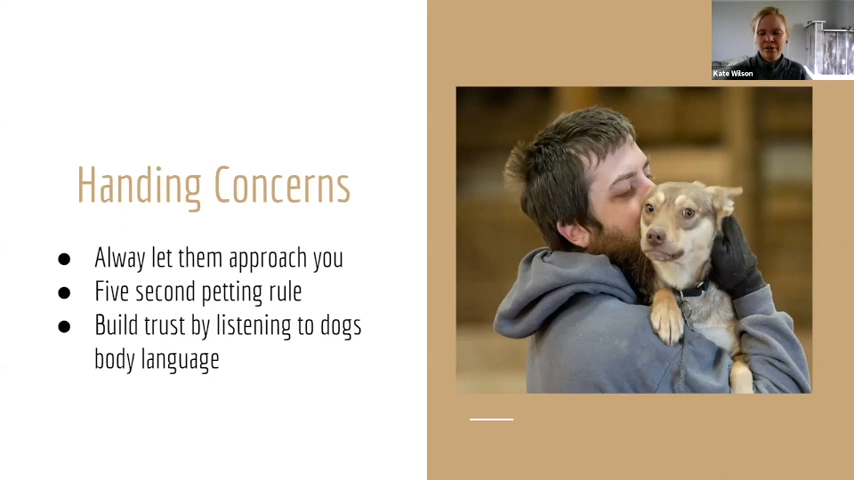 Kate Wilson
Handing Concerns
● Alway let them approach you
● Five second petting rule
● Build trust by listening to dogs
body language